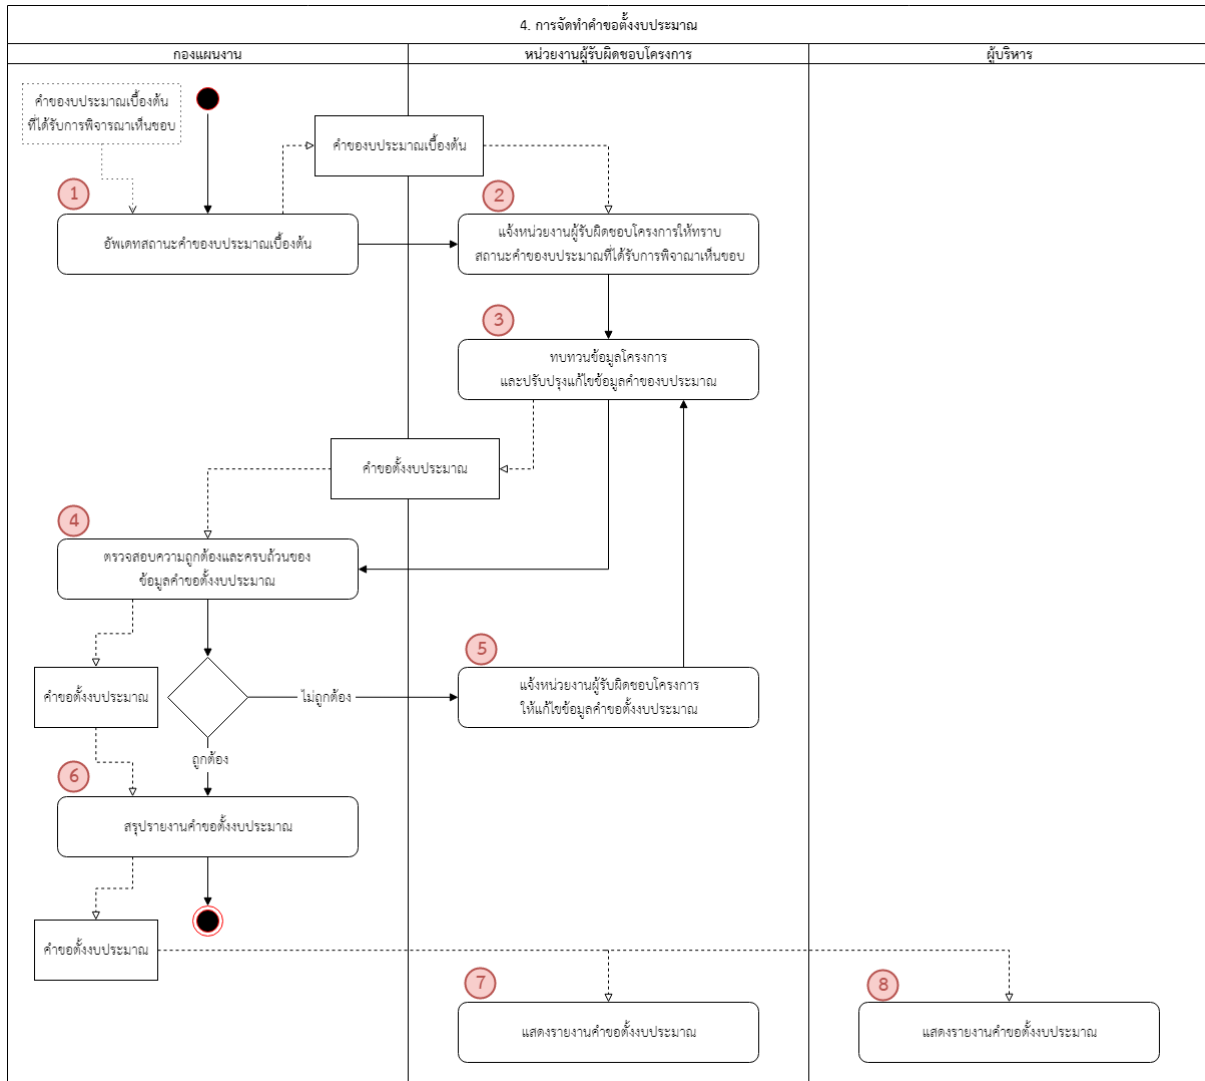 4. การจัดทำคำขอตั้งงบประมาณ
กองแผนงาน
หน่วยงานผู้รับผิดชอบโครงการ
ผู้บริหาร
คำของบประมาณเบื้องต้น
ที่ได้รับการพิจารณาเห็นชอบ
คำของบประมาณเบื้องต้น
1
อัพเดทสถานะคำของบประมาณเบื้องต้น
2
แจ้งหน่วยงานผู้รับผิดชอบโครงการให้ทราบ
สถานะคำของบประมาณที่ได้รับการพิจาณาเห็นชอบ
3
ทบทวนข้อมูลโครงการ
และปรับปรุงแก้ไขข้อมูลคำของบประมาณ
คำขอตั้งงบประมาณ
4
ตรวจสอบความถูกต้องและครบถ้วนของ
ข้อมูลคำขอตั้งงบประมาณ
คำขอตั้งงบประมาณ
ไม่ถูกต้อง
5
แจ้งหน่วยงานผู้รับผิดชอบโครงการ
ให้แก้ไขข้อมูลคำขอตั้งงบประมาณ
ถูกต้อง
6
สรุปรายงานคำขอตั้งงบประมาณ
คำขอตั้งงบประมาณ
7
แสดงรายงานคำขอตั้งงบประมาณ
8
แสดงรายงานคำขอตั้งงบประมาณ